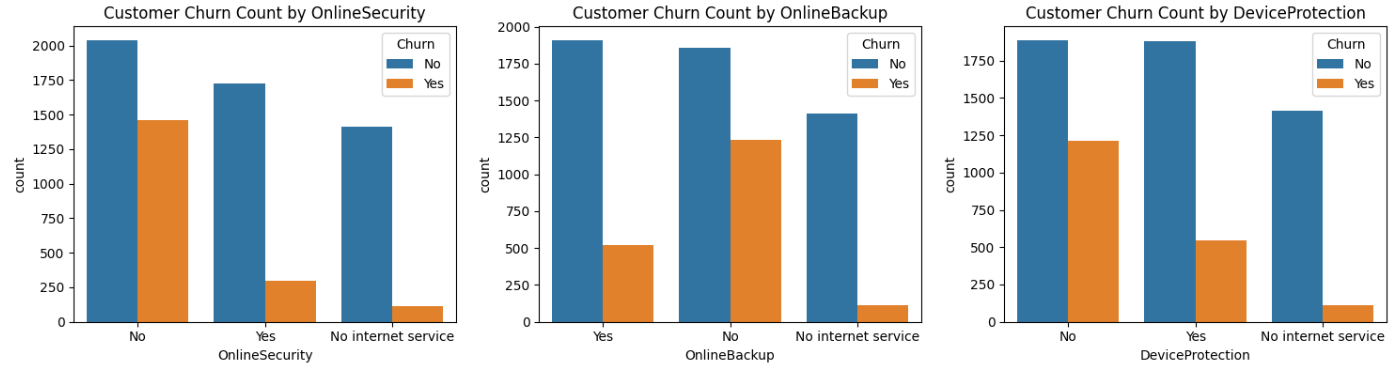 Customer Churn Count by OnlineSecurity
2000
1750
1500
1250
1000
750
500
250
0
count
Churn
No
Yes
No Yes No internet service
OnlineSecurity
Customer Churn Count by OnlineBackup
2000
1750
1500
1250
1000
750
500
250
0
count
Churn
No
Yes
Yes No No internet service
OnlineBackup
Customer Churn Count by DeviceProtection
1750
1500
1250
1000
750
500
250
0
count
Churn
No
Yes
No Yes No internet service
DeviceProtection